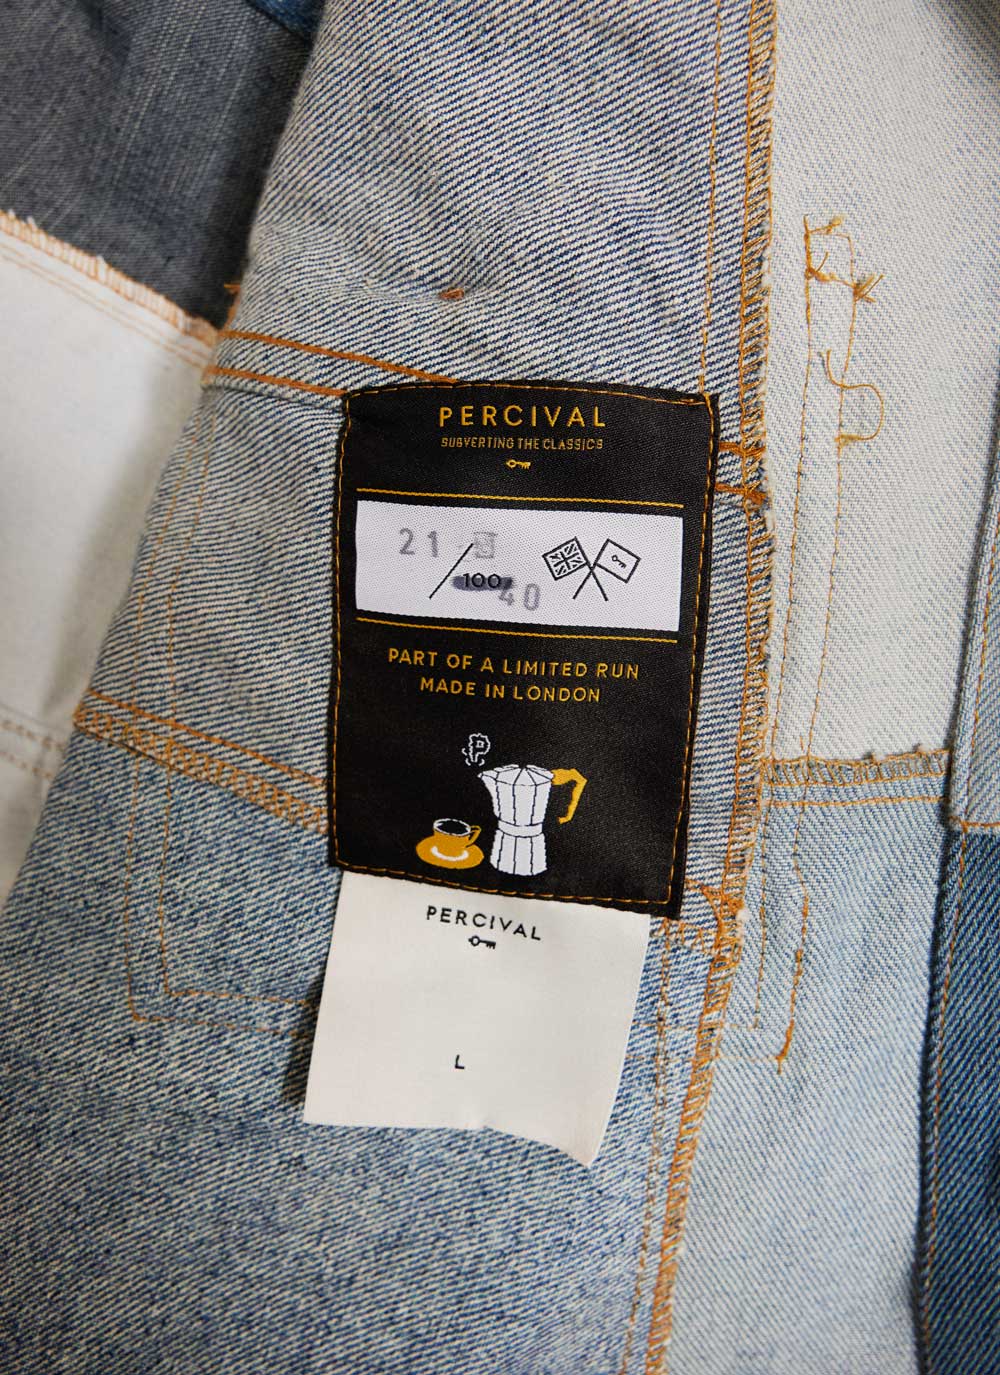 PERCIVAL
SUBVERTING THE CLASSICS
21 /
100 40
PART OF A LIMITED RUN
MADE IN LONDON
P
PERCIVAL
L